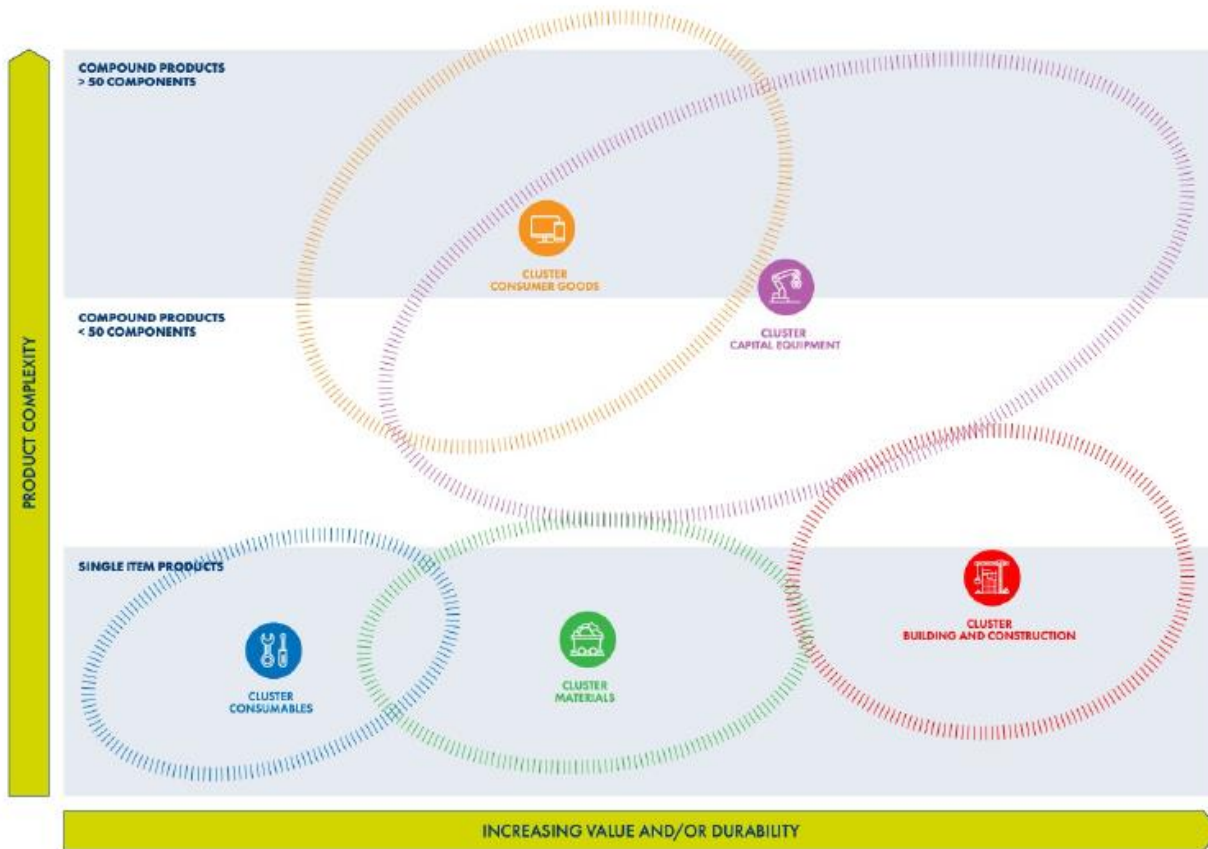 COMPOUND PRODUCTS
> 50 COMPONENTS
CLUSTER
CONSUMER GOODS
COMPOUND PRODUCTS
< 50 COMPONENTS
CLUSTER
CAPITAL EQUIPMENT
PRODUCT COMPLEXITY
SINGLE ITEM PRODUCTS
CLUSTER
BUILDING AND CONSTRUCTION
CLUSTER
CONSUMABLES
CLUSTER
MATERIALS
INCREASING VALUE AND/OR DURABILITY